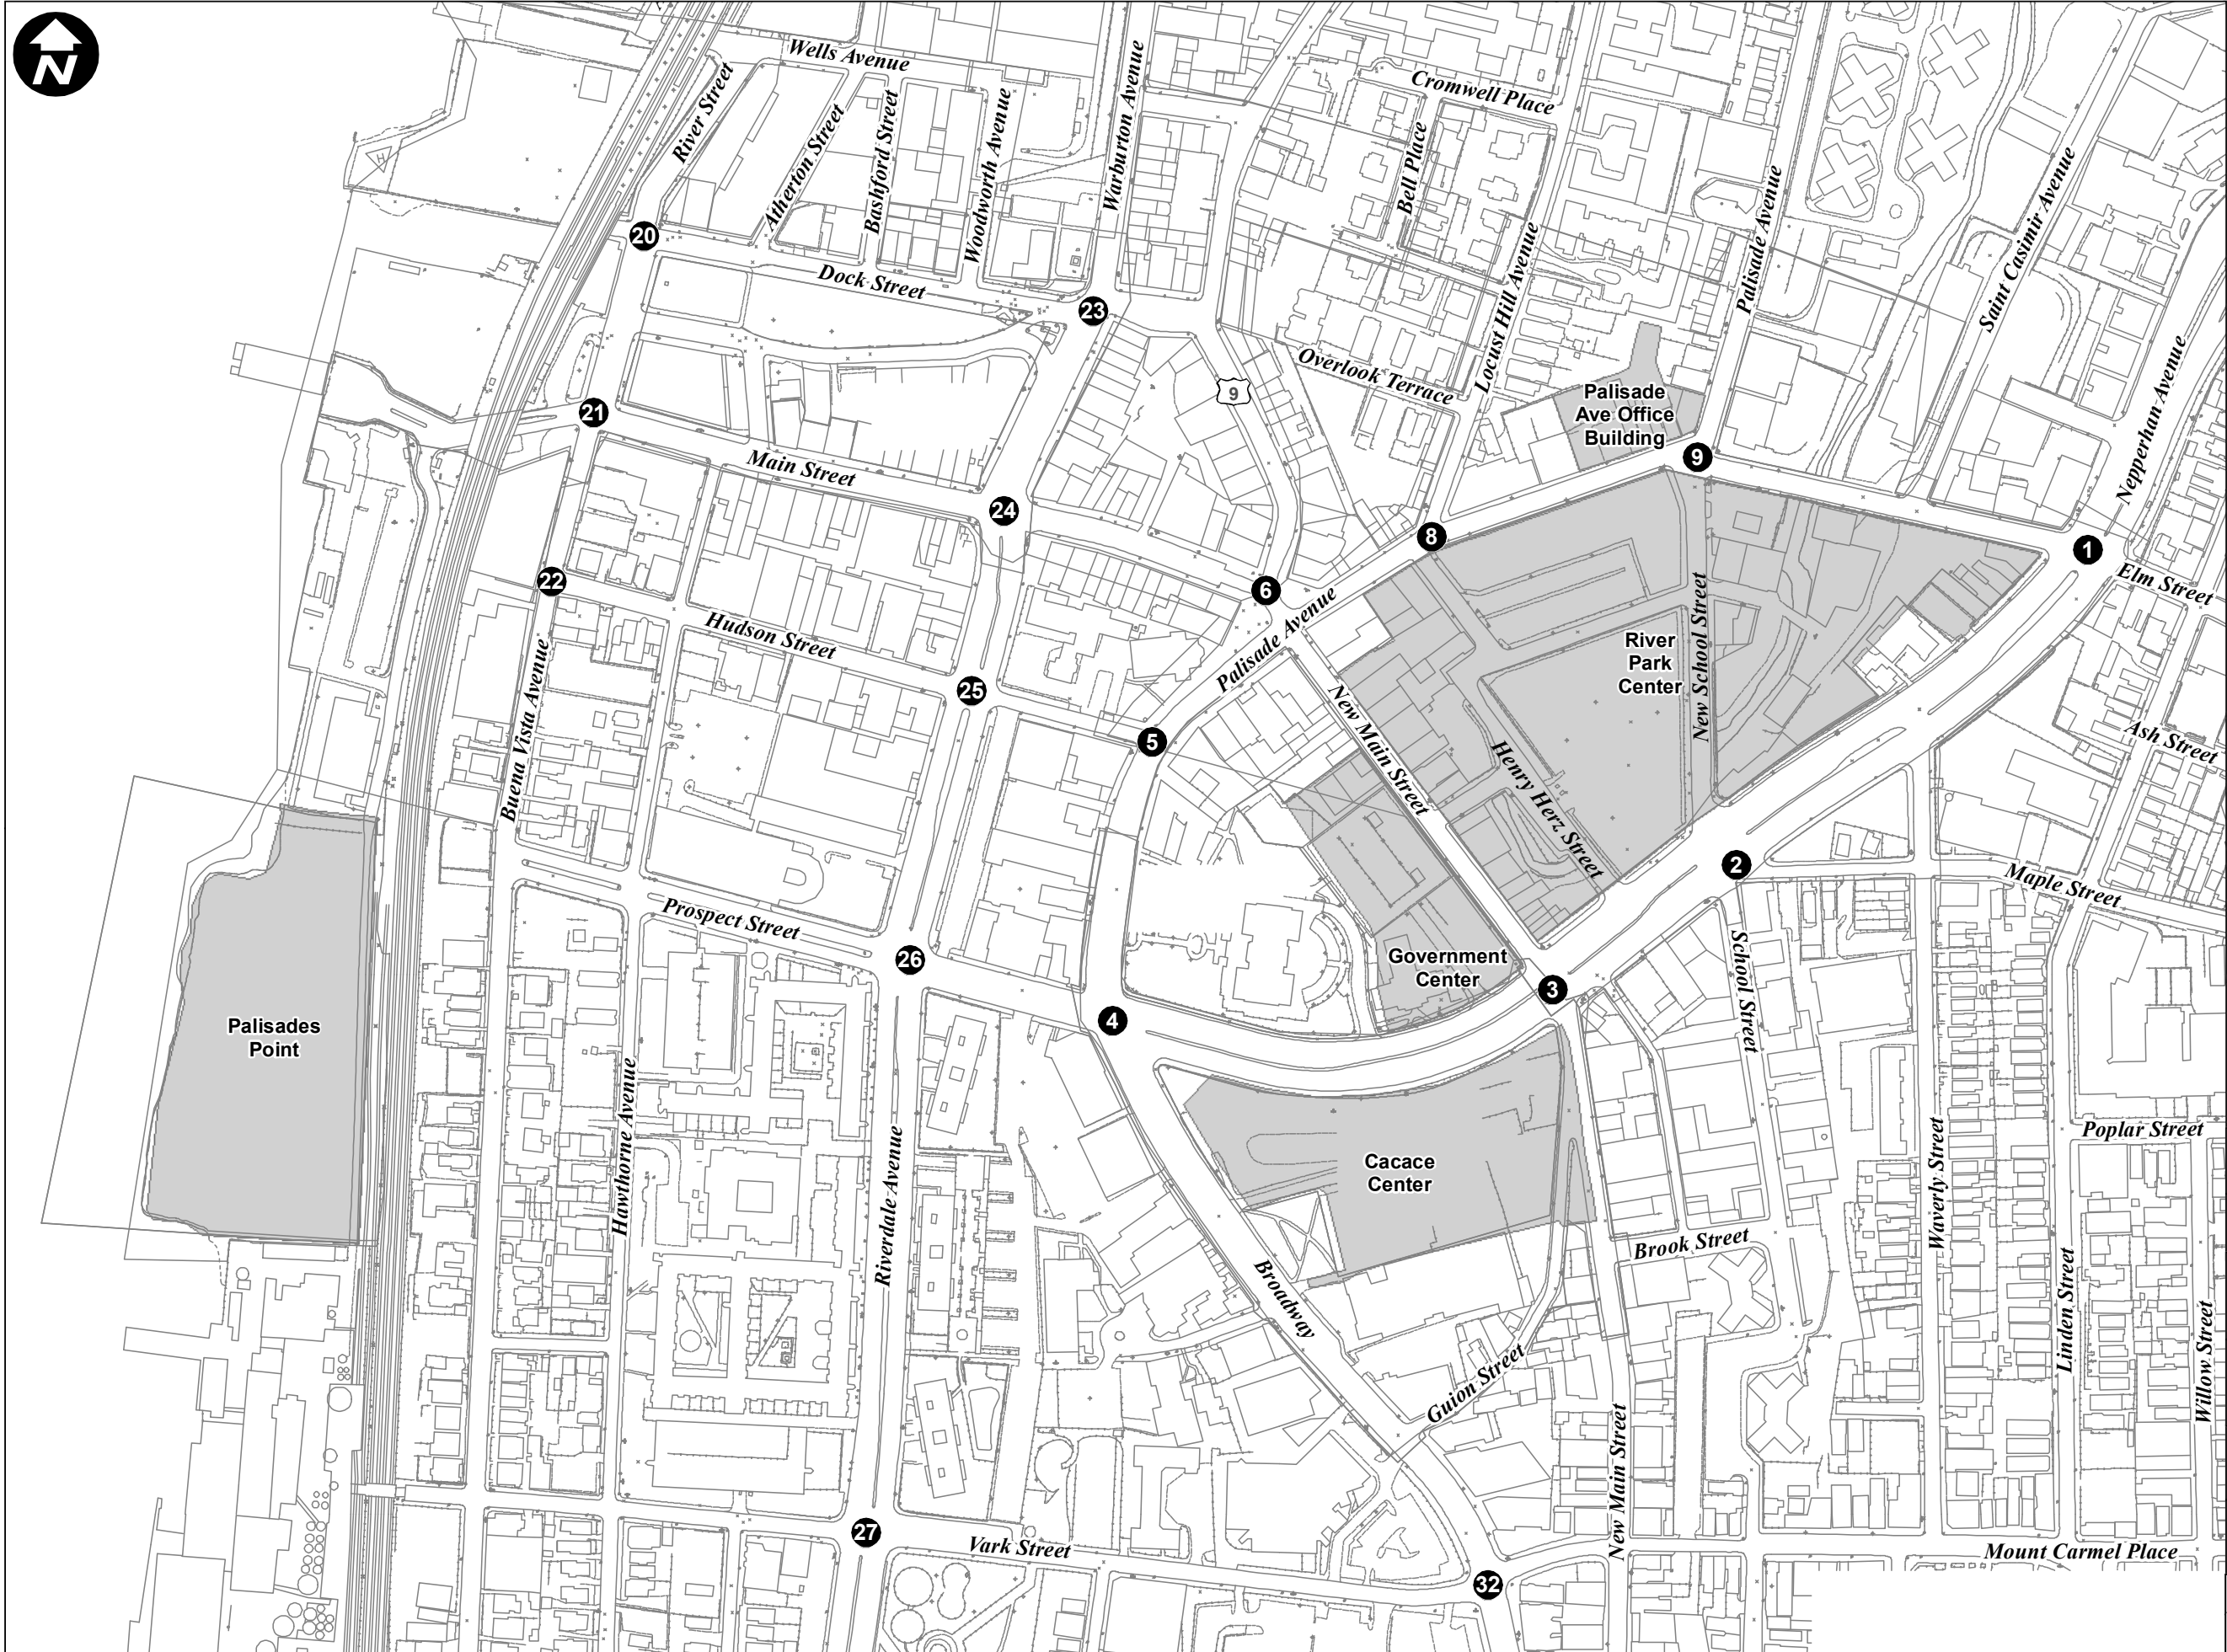 N
Wells Avenue
River Street
Atherton Street
Bashford Street
Woodworth Avenue
Warburton Avenue
Cromwell Place
Bell Place
Locust Hill Avenue
Palisade Avenue
Saint Casimir Avenue
Nepperhan Avenue
H
20
Dock Street
23
9
Overlook Terrace
Palisade
Ave Office
Building
21
9
Main Street
24
8
1
Elm Street
22
6
Hudson Street
Palisade Avenue
River
Park
Center
New School Street
25
5
Buena Vista Avenue
New Main Street
Henry Herz Street
Ash Street
2
Maple Street
Prospect Street
26
Government
Center
3
School Street
4
Palisades
Point
Hawthorne Avenue
Riverdale Avenue
Cacace
Center
Poplar Street
Waverly Street
Brook Street
Broadway
Linden Street
Willow Street
Guion Street
New Main Street
27
Vark Street
Mount Carmel Place
32